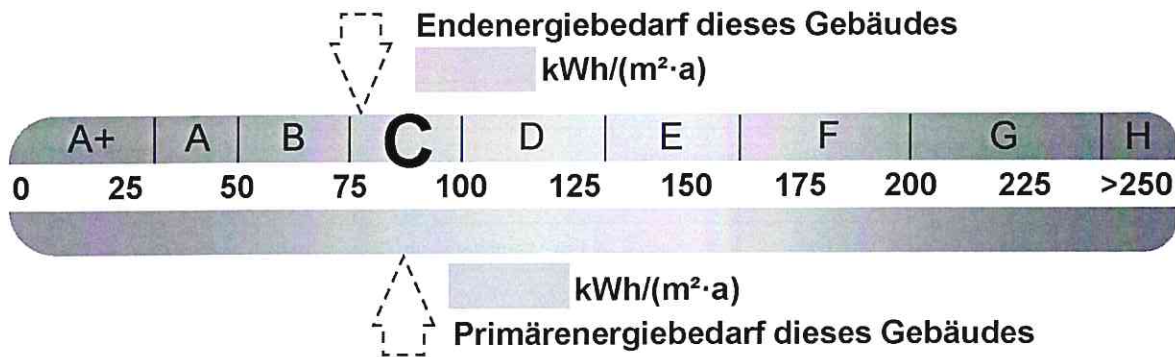 Endenergiebedarf dieses Gebäudes
kWh/(m²·a)
A+ A B C D E F G H
0 25 50 75 100 125 150 175 200 225 >250
kWh/(m²·a)
Primärenergiebedarf dieses Gebäudes